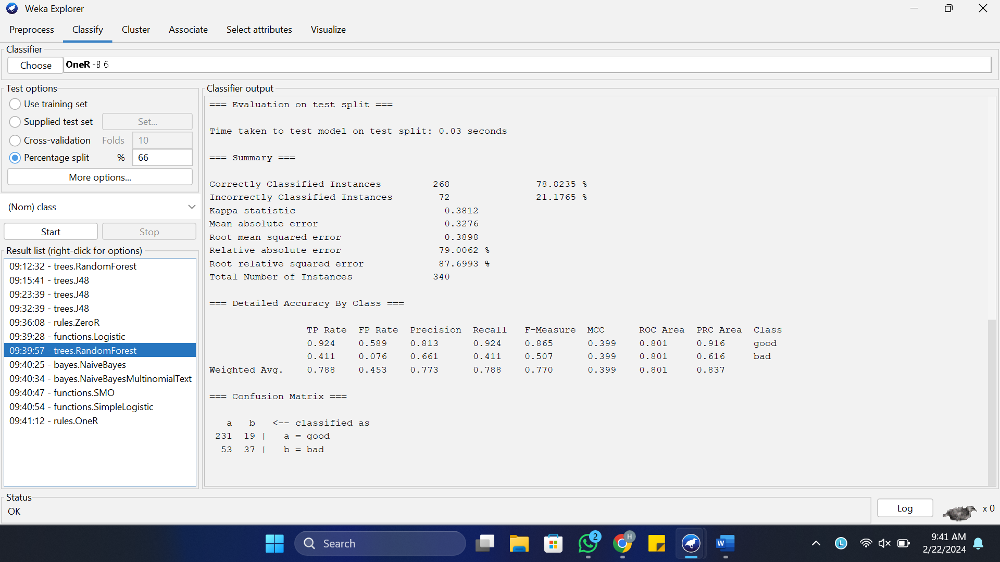 Weka Explorer
Preprocess Classify Cluster Associate Select attributes Visualize
Classifier
Choose OneR -B 6
Test options
Use training set
Supplied test set Set...
Cross-validation Folds 10
Percentage split % 66
More options...
(Nom) class
Start Stop
Result list (right-click for options)
09:12:32 - trees.RandomForest
09:15:41 - trees.J48
09:23:39 - trees.J48
09:32:39 - trees.J48
09:36:08 - rules.ZeroR
09:39:28 - functions.Logistic
09:39:57 - trees.RandomForest
09:40:25 - bayes.NaiveBayes
09:40:34 - bayes.NaiveBayesMultinomialText
09:40:47 - functions.SMO
09:40:54 - functions.SimpleLogistic
09:41:12 - rules.OneR
Classifier output
=== Evaluation on test split ===
Time taken to test model on test split: 0.03 seconds
=== Summary ===
Correctly Classified Instances 268 78.8235 %
Incorrectly Classified Instances 72 21.1765 %
Kappa statistic 0.3812
Mean absolute error 0.3276
Root mean squared error 0.3898
Relative absolute error 79.0062 %
Root relative squared error 87.6993 %
Total Number of Instances 340
=== Detailed Accuracy By Class ===
TP Rate FP Rate Precision Recall F-Measure MCC ROC Area PRC Area Class
0.924 0.589 0.813 0.924 0.865 0.399 0.801 0.916 good
0.411 0.076 0.661 0.411 0.507 0.399 0.801 0.616 bad
Weighted Avg. 0.788 0.453 0.773 0.788 0.770 0.399 0.801 0.837
=== Confusion Matrix ===
a b <-- classified as
231 19 | a = good
53 37 | b = bad
Status
OK
Log
x 0
Search
2
H
W
L
9:41 AM
2/22/2024